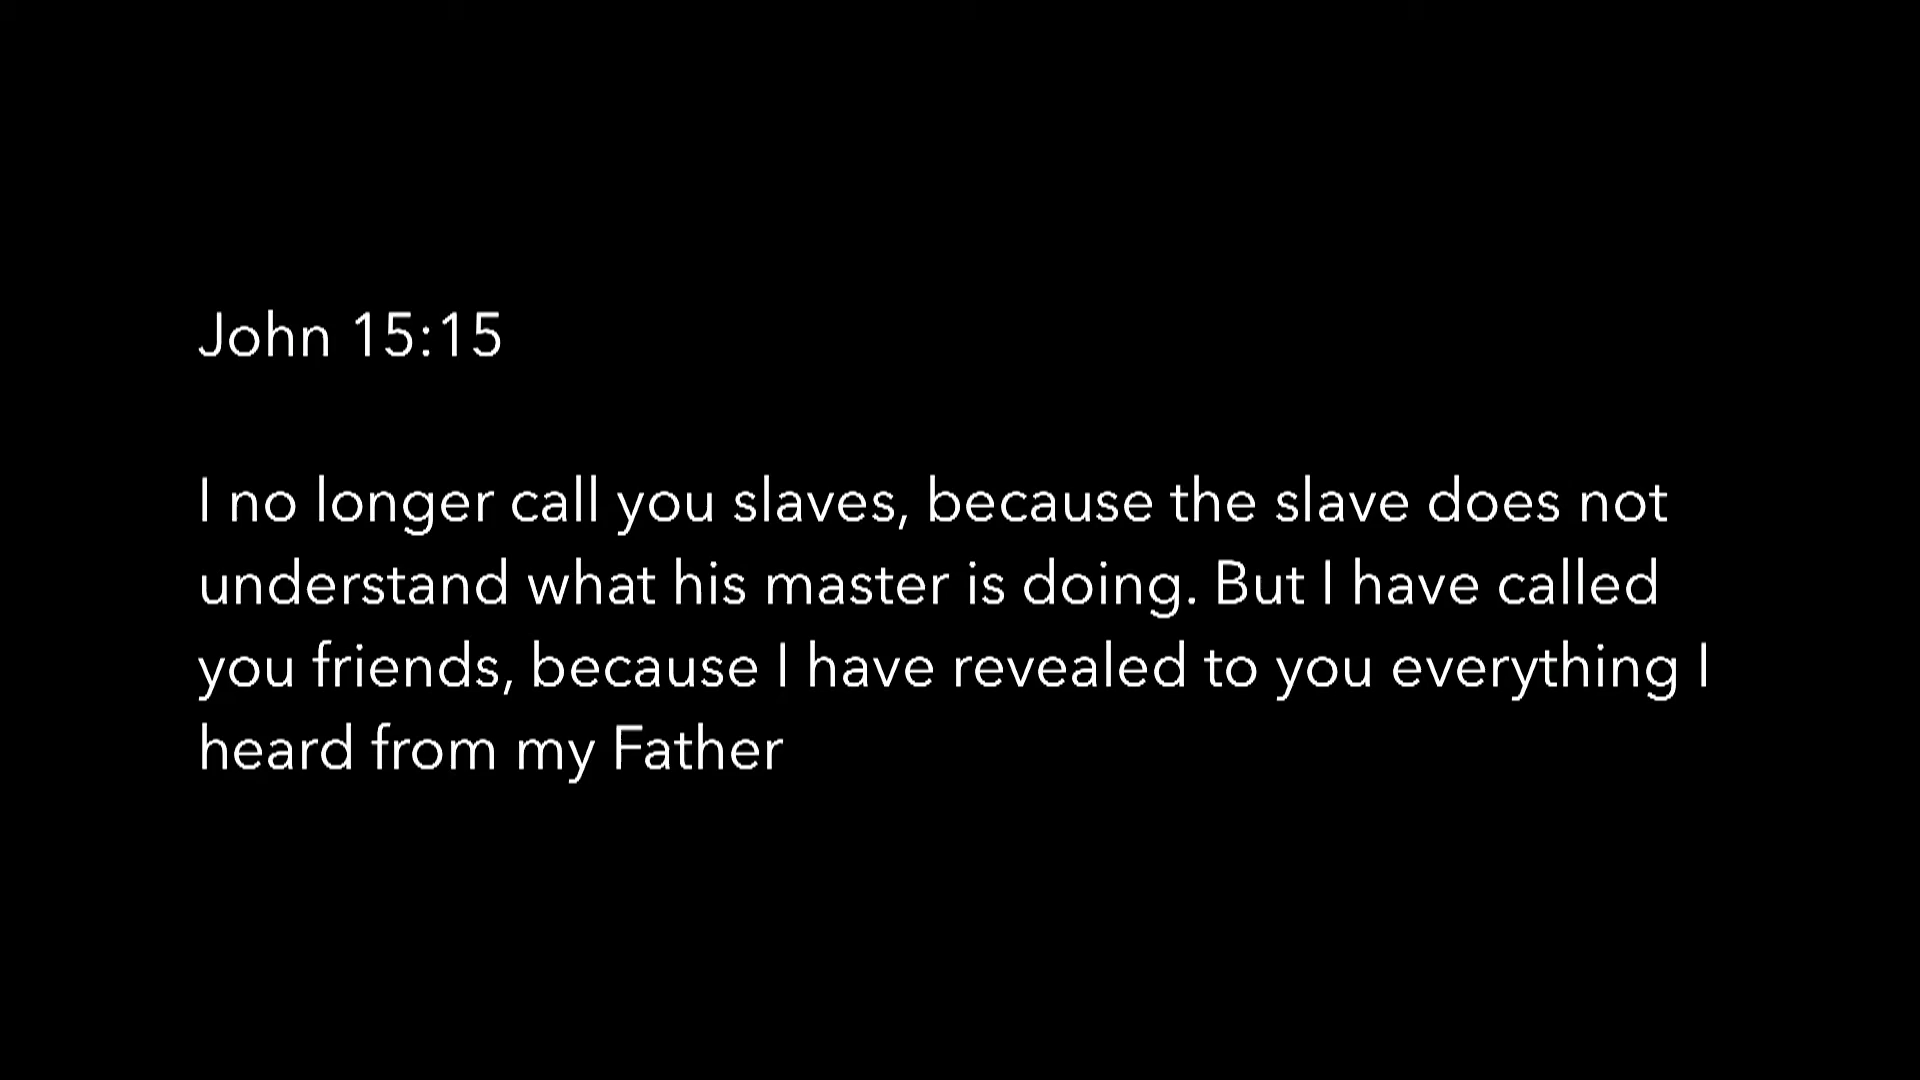 John 15:15
I no longer call you slaves, because the slave does not
understand what his master is doing. But I have called
you friends, because I have revealed to you everything I
heard from my Father